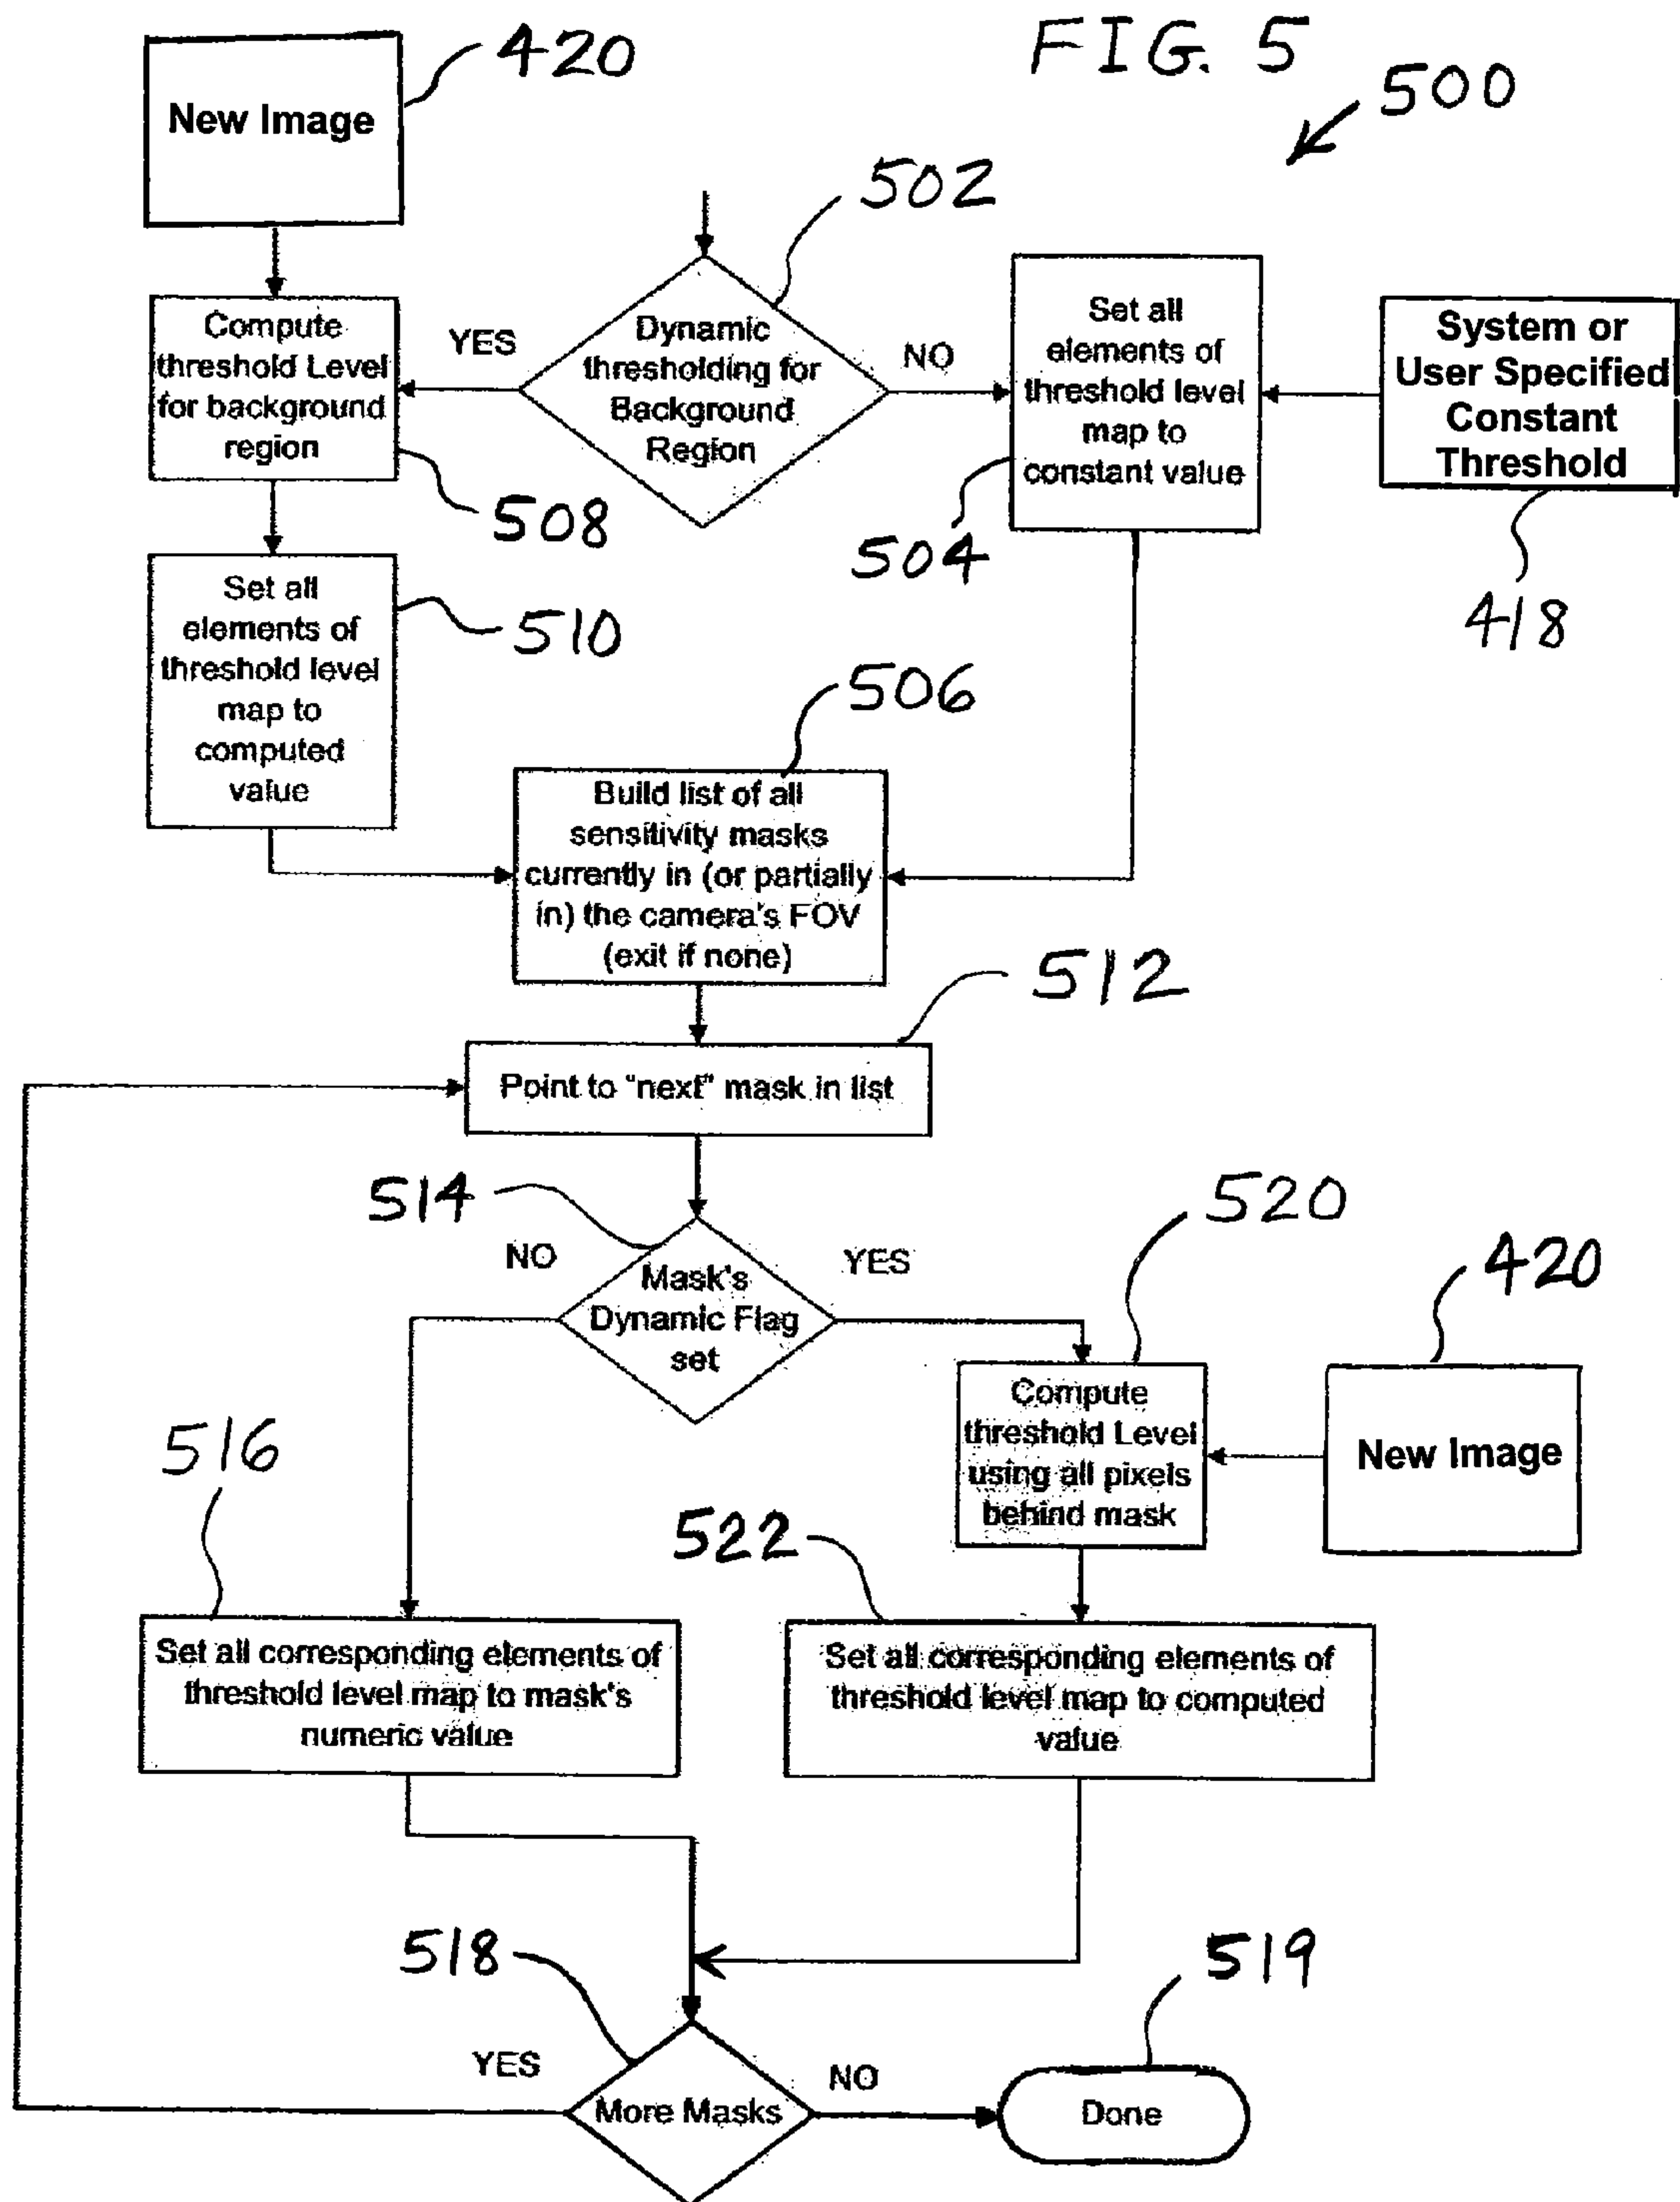 FIG. 5
500
420
New Image
502
Dynamic
thresholding for
Background
Region
YES
NO
Compute
threshold Level
for background
region
508
Set all
elements of
threshold level
map to
constant value
504
System or
User Specified
Constant
Threshold
418
Set all
elements of
threshold level
map to
computed
value
510
506
Build list of all
sensitivity masks
currently in (or partially
in) the camera's FOV
(exit if none)
512
Point to "next" mask in list
514
NO
YES
Mask's
Dynamic Flag
set
520
Compute
threshold Level
using all pixels
behind mask
420
New Image
516
Set all corresponding elements of
threshold level map to mask's
numeric value
522
Set all corresponding elements of
threshold level map to computed
value
518
YES
NO
More Masks
519
Done